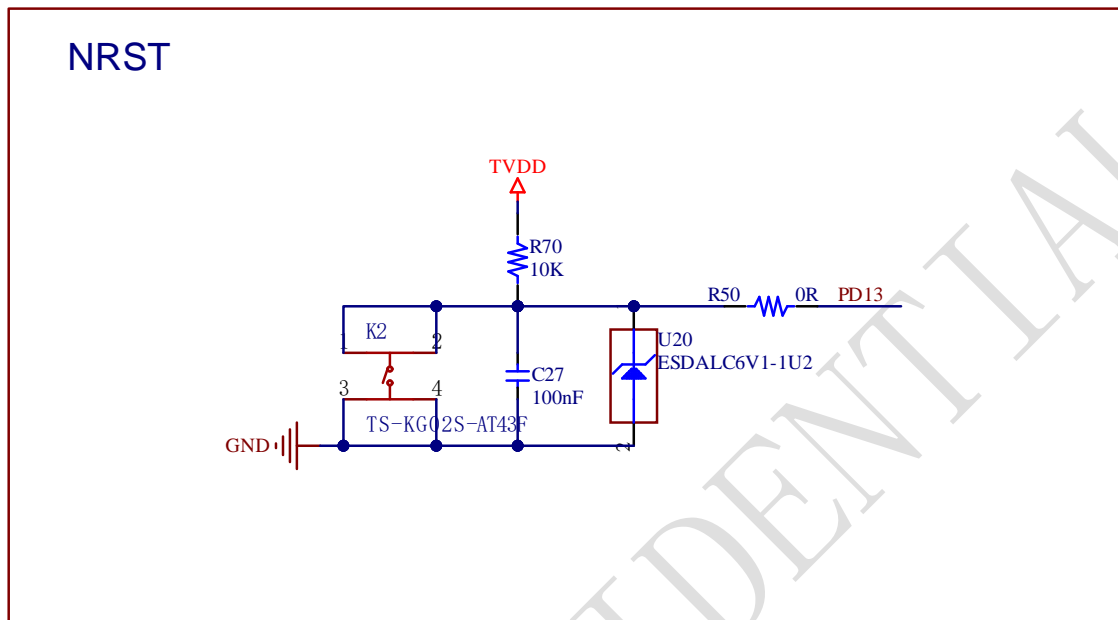 NRST
TVDD
R70
10K
R50 0R PD13
K2
1 2
U20
ESDALC6V1-1U2
C27
100nF
3 4
TS-KG02S-AT43F
GND
2
IDENTIAL